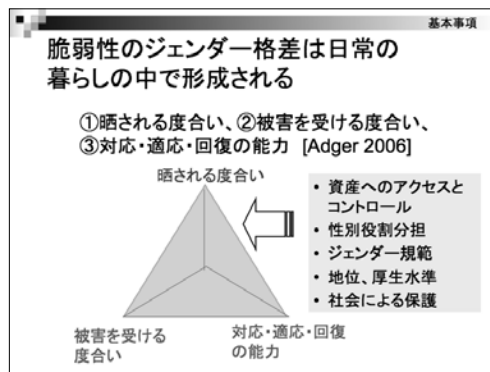 基本事項
脆弱性のジェンダー格差は日常の
暮らしの中で形成される
①晒される度合い、②被害を受ける度合い、
③対応・適応・回復の能力 [Adger 2006]
晒される度合い
• 資産へのアクセスと
コントロール
• 性別役割分担
• ジェンダー規範
• 地位、厚生水準
• 社会による保護
被害を受ける
度合い
対応・適応・回復
の能力